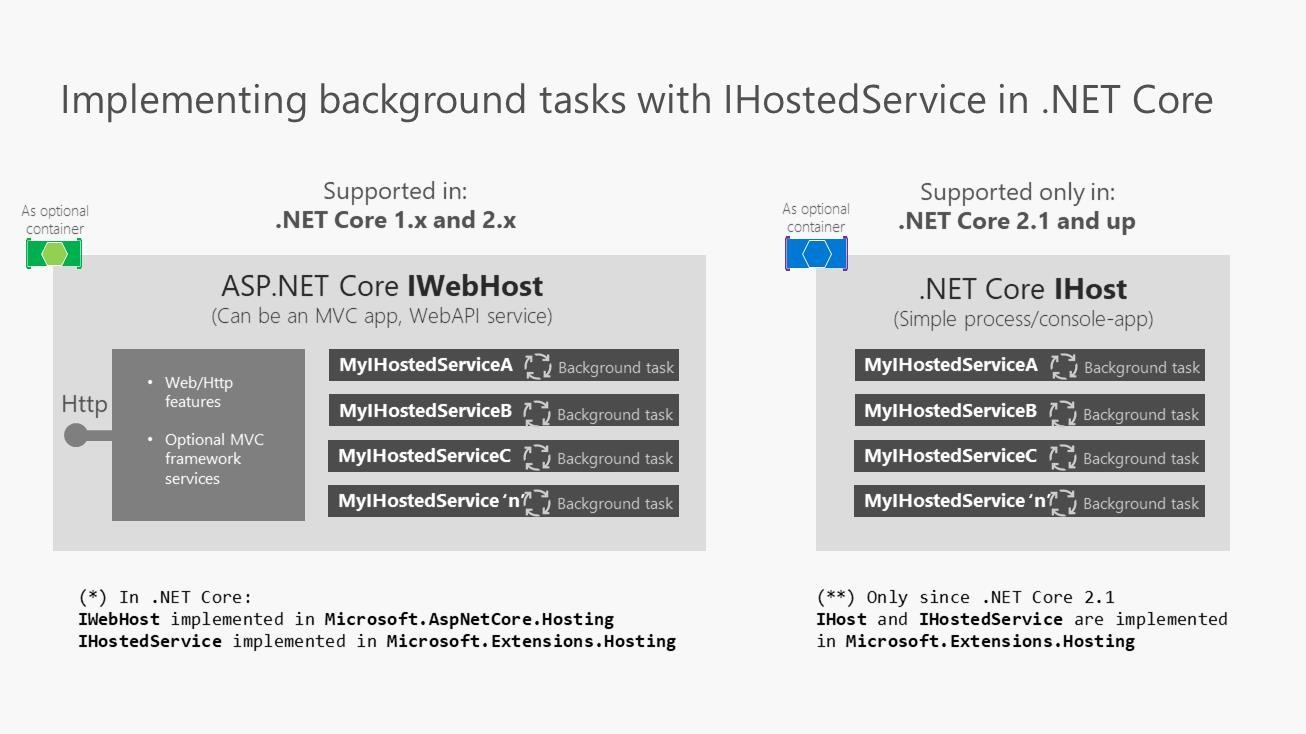 Implementing background tasks with IHostedService in .NET Core
Supported in:
.NET Core 1.x and 2.x
As optional
container
ASP.NET Core IWebHost
(Can be an MVC app, WebAPI service)
Http
• Web/Http
features
• Optional MVC
framework
services
MyIHostedServiceA Background task
MyIHostedServiceB Background task
MyIHostedServiceC Background task
MyIHostedService ‘n’ Background task
(*) In .NET Core:
IWebHost implemented in Microsoft.AspNetCore.Hosting
IHostedService implemented in Microsoft.Extensions.Hosting
Supported only in:
.NET Core 2.1 and up
As optional
container
.NET Core IHost
(Simple process/console-app)
MyIHostedServiceA Background task
MyIHostedServiceB Background task
MyIHostedServiceC Background task
MyIHostedService ‘n’ Background task
(**) Only since .NET Core 2.1
IHost and IHostedService are implemented
in Microsoft.Extensions.Hosting